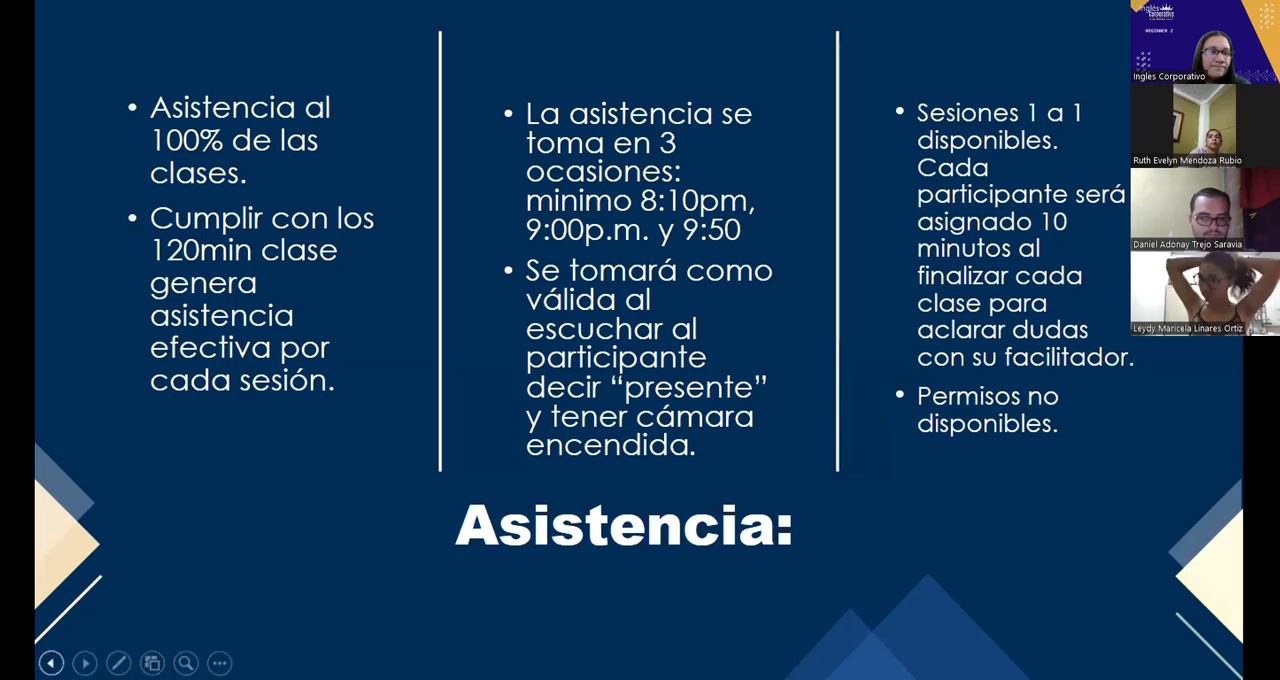 • Asistencia al
100% de las
clases.
• Cumplir con los
120min clase
genera
asistencia
efectiva por
cada sesión.
• La asistencia se
toma en 3
ocasiones:
minimo 8:10pm,
9:00p.m. y 9:50
• Se tomará como
válida al
escuchar al
participante
decir “presente”
y tener cámara
encendida.
• Sesiones 1 a 1
disponibles.
Cada
participante será
asignado 10
minutos al
finalizar cada
clase para
aclarar dudas
con su facilitador.
• Permisos no
disponibles.
Asistencia:
Inglés
Corporativo
BEGINNER 2
Ingles Corporativo
Ruth Evelyn Mendoza Rubio
Daniel Adonay Trejo Saravia
Leydy Maricela Linares Ortiz